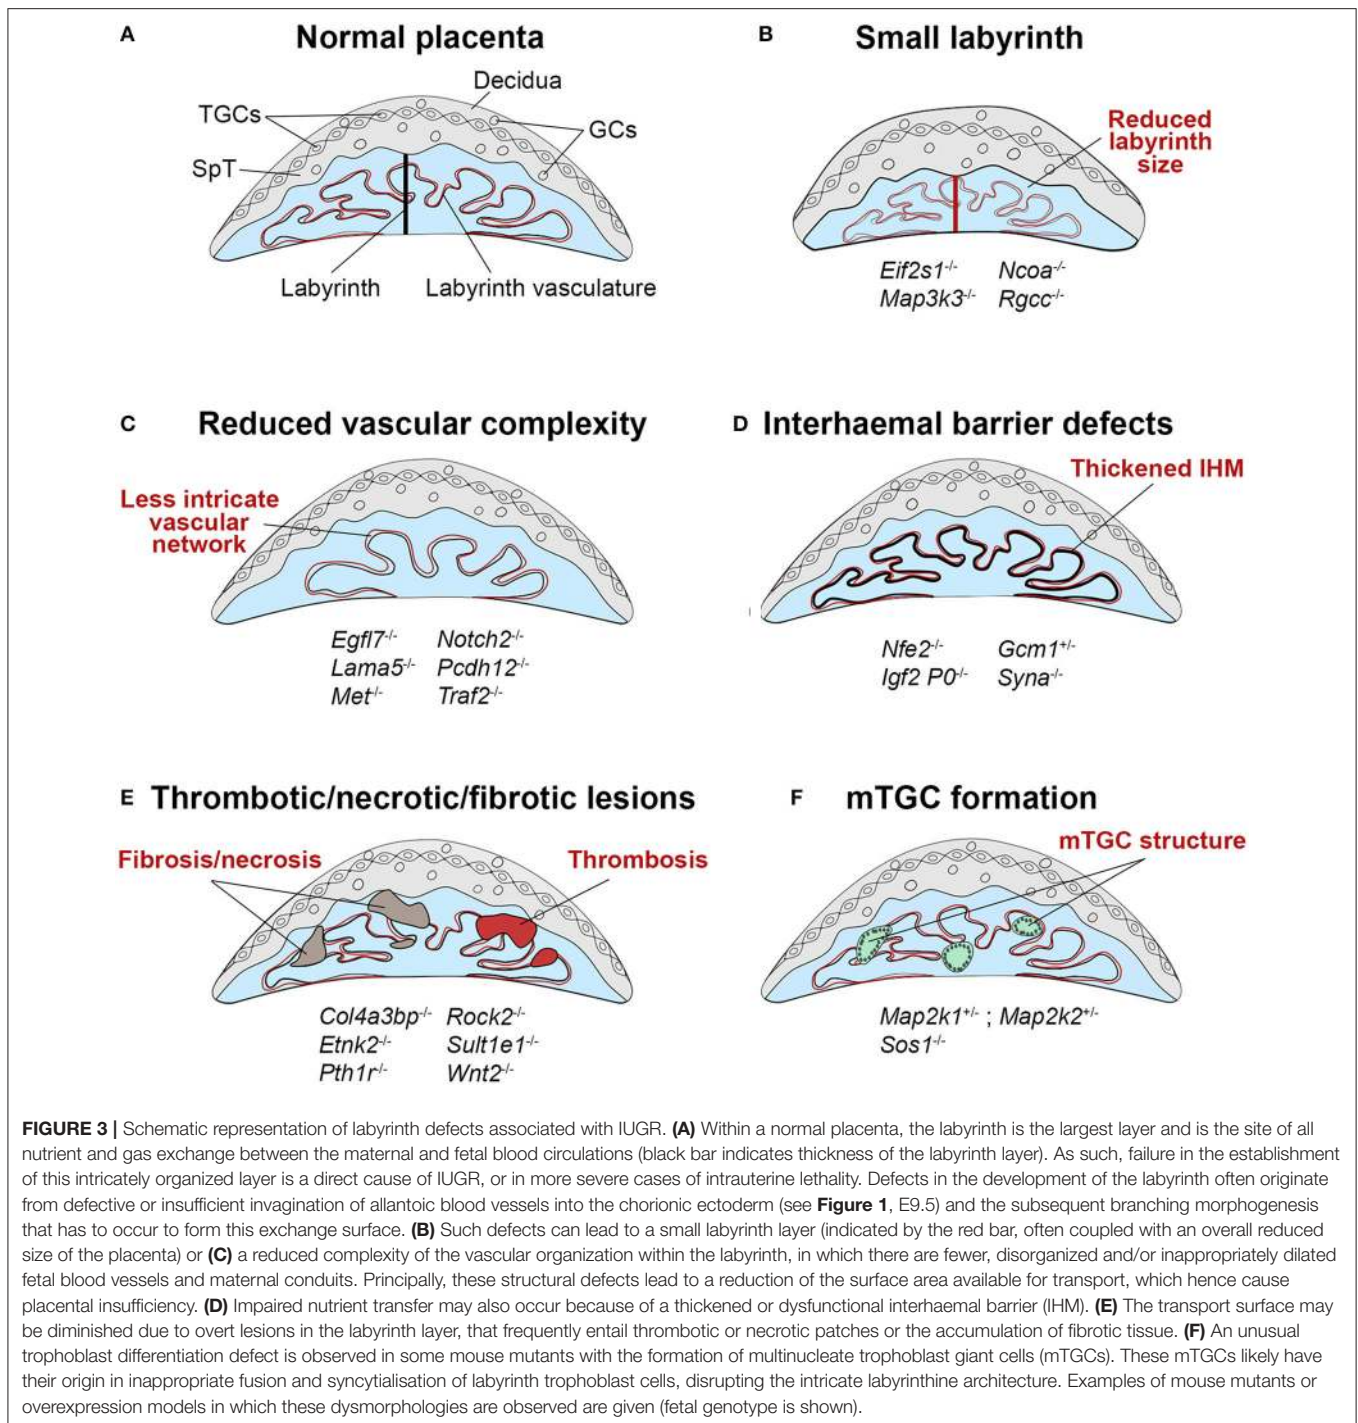 A
Normal placenta
Decidua
TGCs
GCs
SpT
Labyrinth
Labyrinth vasculature
B
Small labyrinth
Reduced
labyrinth
size
Eif2s1-/- Ncoa-/-
Map3k3-/- Rgcc-/-
C
Reduced vascular complexity
Less intricate
vascular
network
Egfl7-/- Notch2-/-
Lama5-/- Pcdh12-/-
Met-/- Traf2-/-
D
Interhaemal barrier defects
Thickened IHM
Nfe2-/- Gcm1+/-
Igf2 P0-/- Syna-/-
E
Thrombotic/necrotic/fibrotic lesions
Fibrosis/necrosis
Thrombosis
Col4a3bp-/- Rock2-/-
Etnk2-/- Sult1e1-/-
Pth1r-/- Wnt2-/-
F
mTGC formation
mTGC structure
Map2k1+/- ; Map2k2+/-
Sos1-/-
FIGURE 3 | Schematic representation of labyrinth defects associated with IUGR. (A) Within a normal placenta, the labyrinth is the largest layer and is the site of all
nutrient and gas exchange between the maternal and fetal blood circulations (black bar indicates thickness of the labyrinth layer). As such, failure in the establishment
of this intricately organized layer is a direct cause of IUGR, or in more severe cases of intrauterine lethality. Defects in the development of the labyrinth often originate
from defective or insufficient invagination of allantoic blood vessels into the chorionic ectoderm (see Figure 1, E9.5) and the subsequent branching morphogenesis
that has to occur to form this exchange surface. (B) Such defects can lead to a small labyrinth layer (indicated by the red bar, often coupled with an overall reduced
size of the placenta) or (C) a reduced complexity of the vascular organization within the labyrinth, in which there are fewer, disorganized and/or inappropriately dilated
fetal blood vessels and maternal conduits. Principally, these structural defects lead to a reduction of the surface area available for transport, which hence cause
placental insufficiency. (D) Impaired nutrient transfer may also occur because of a thickened or dysfunctional interhaemal barrier (IHM). (E) The transport surface may
be diminished due to overt lesions in the labyrinth layer, that frequently entail thrombotic or necrotic patches or the accumulation of fibrotic tissue. (F) An unusual
trophoblast differentiation defect is observed in some mouse mutants with the formation of multinucleate trophoblast giant cells (mTGCs). These mTGCs likely have
their origin in inappropriate fusion and syncytialisation of labyrinth trophoblast cells, disrupting the intricate labyrinthine architecture. Examples of mouse mutants or
overexpression models in which these dysmorphologies are observed are given (fetal genotype is shown).